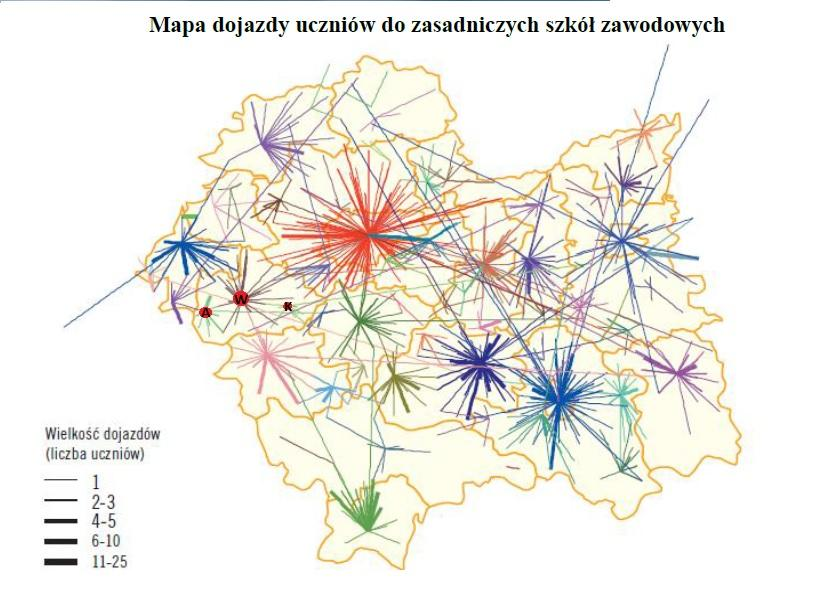 Mapa dojazdy uczniów do zasadniczych szkół zawodowych
W
A
K
Wielkość dojazdów
(liczba uczniów)
1
2-3
4-5
6-10
11-25